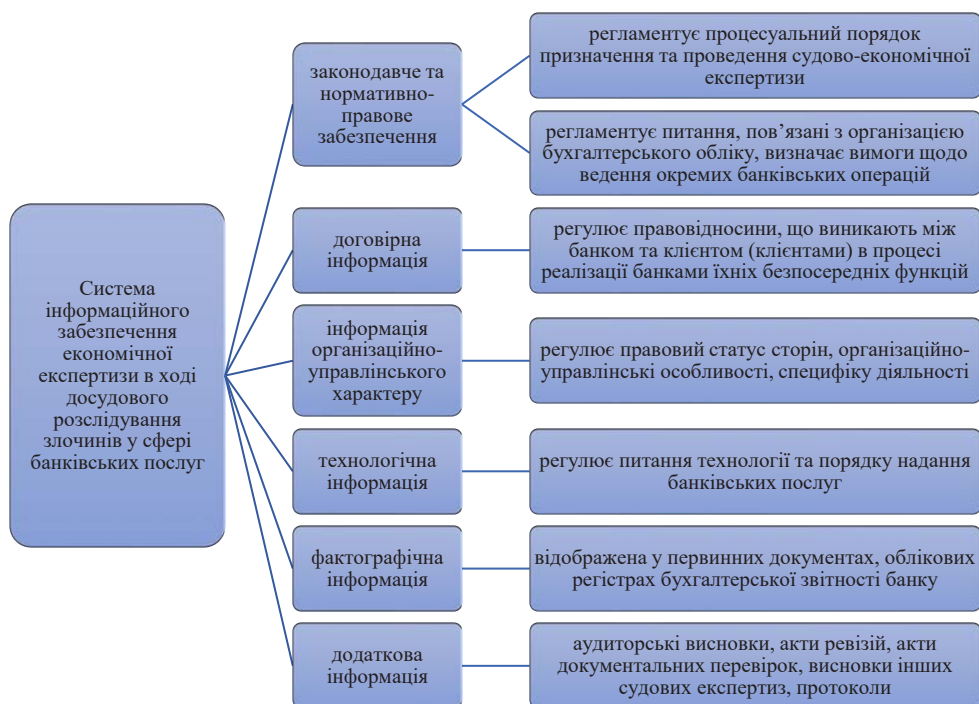 Система
інформаційного
забезпечення
економічної
експертизи в ході
досудового
розслідування
злочинів у сфері
банківських послуг
законодавче та
нормативно-
правове
забезпечення
регламентує процесуальний порядок
призначення та проведення судово-економічної
експертизи
регламентує питання, пов’язані з організацією
бухгалтерського обліку, визначає вимоги щодо
ведення окремих банківських операцій
договірна
інформація
регулює правовідносини, що виникають між
банком та клієнтом (клієнтами) в процесі
реалізації банками їхніх безпосередніх функцій
інформація
організаційно-
управлінського
характеру
регулює правовий статус сторін, організаційно-
управлінські особливості, специфіку діяльності
технологічна
інформація
регулює питання технології та порядку надання
банківських послуг
фактографічна
інформація
відображена у первинних документах, облікових
регістрах бухгалтерської звітності банку
додаткова
інформація
аудиторські висновки, акти ревізій, акти
документальних перевірок, висновки інших
судових експертиз, протоколи